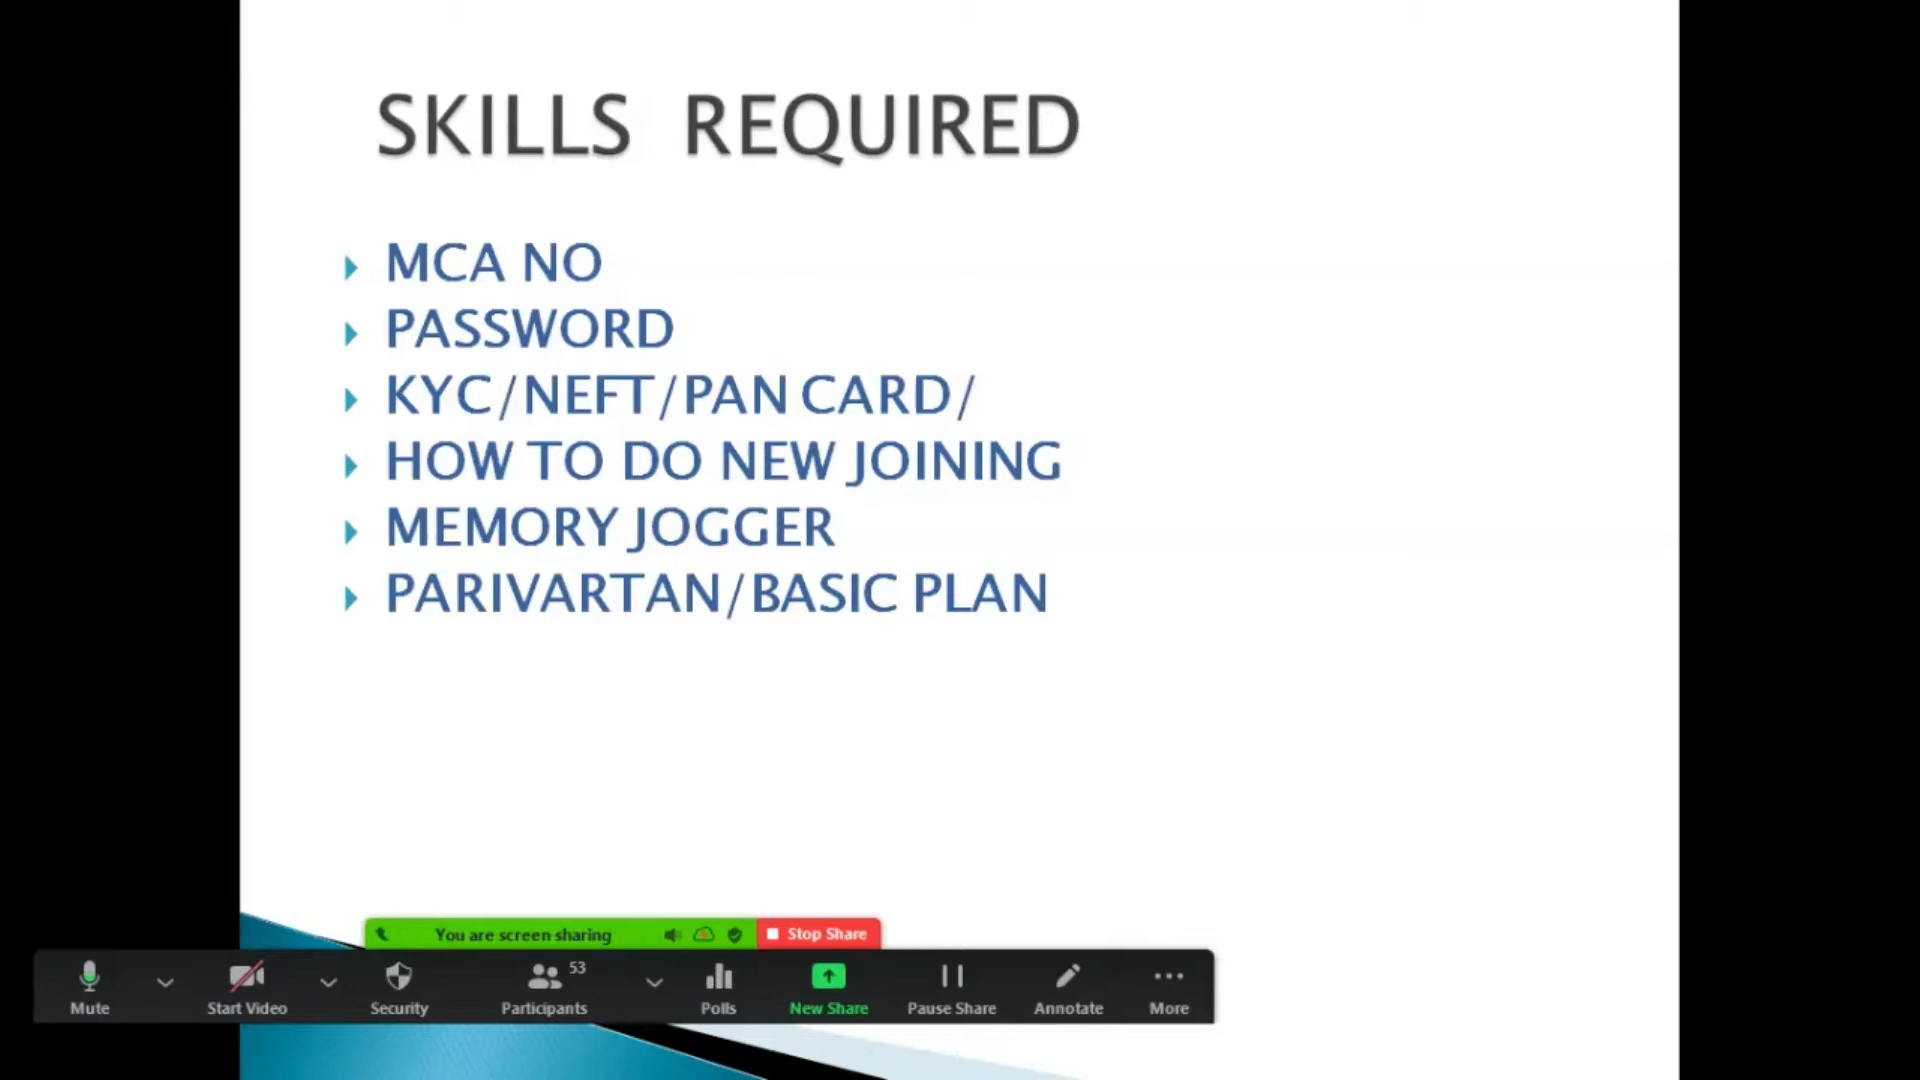 SKILLS REQUIRED
MCA NO
PASSWORD
KYC/NEFT/PAN CARD/
HOW TO DO NEW JOINING
MEMORY JOGGER
PARIVARTAN/BASIC PLAN
You are screen sharing Stop Share
53
Mute Start Video Security Participants Polls New Share Pause Share Annotate More